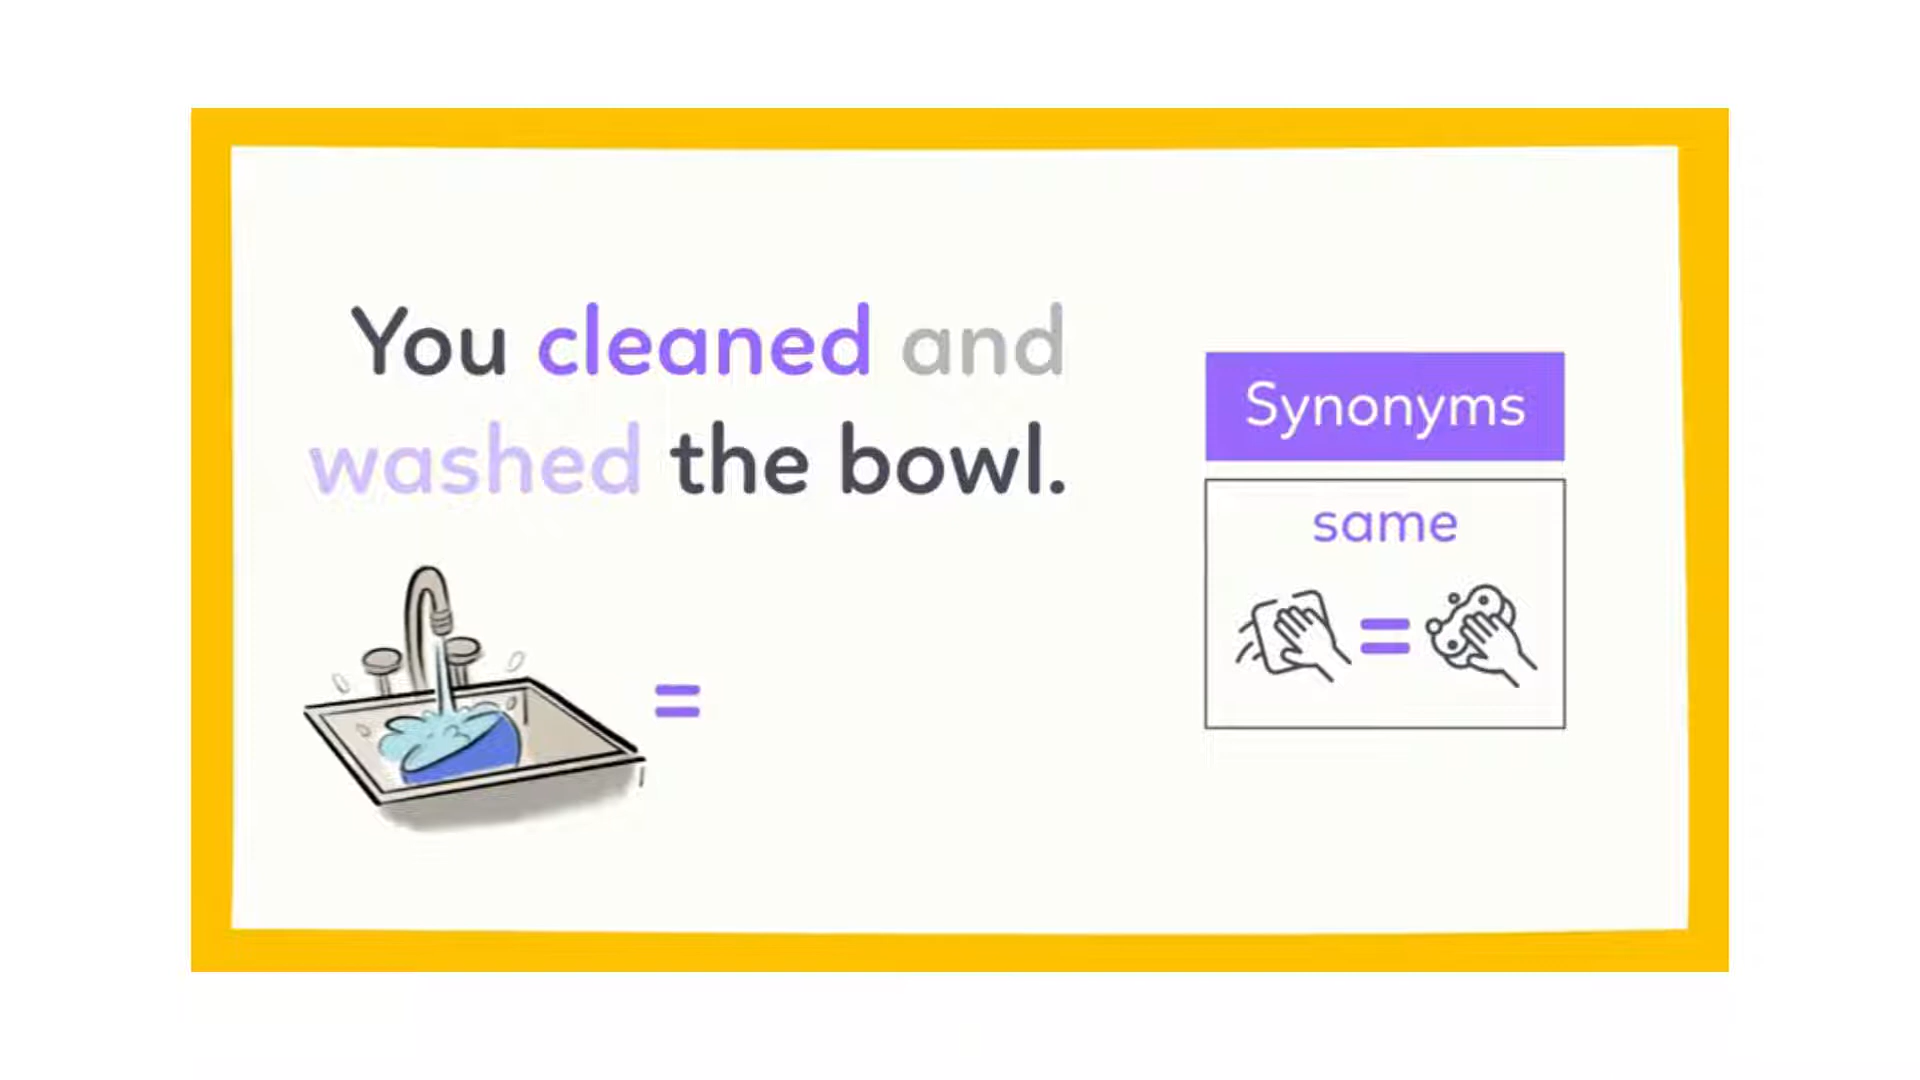 You cleaned and
washed the bowl.
=
Synonyms
same
=